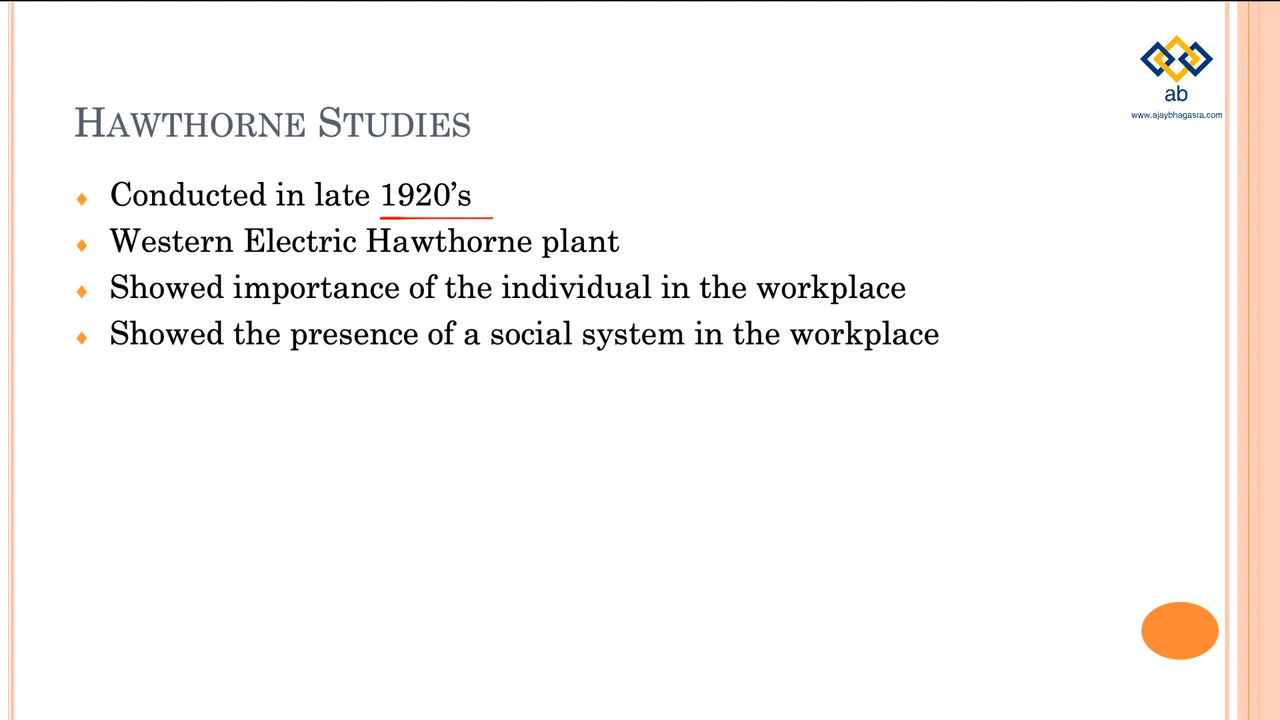 ab
www.ajaybhagasra.com
HAWTHORNE STUDIES
Conducted in late 1920’s
Western Electric Hawthorne plant
Showed importance of the individual in the workplace
Showed the presence of a social system in the workplace